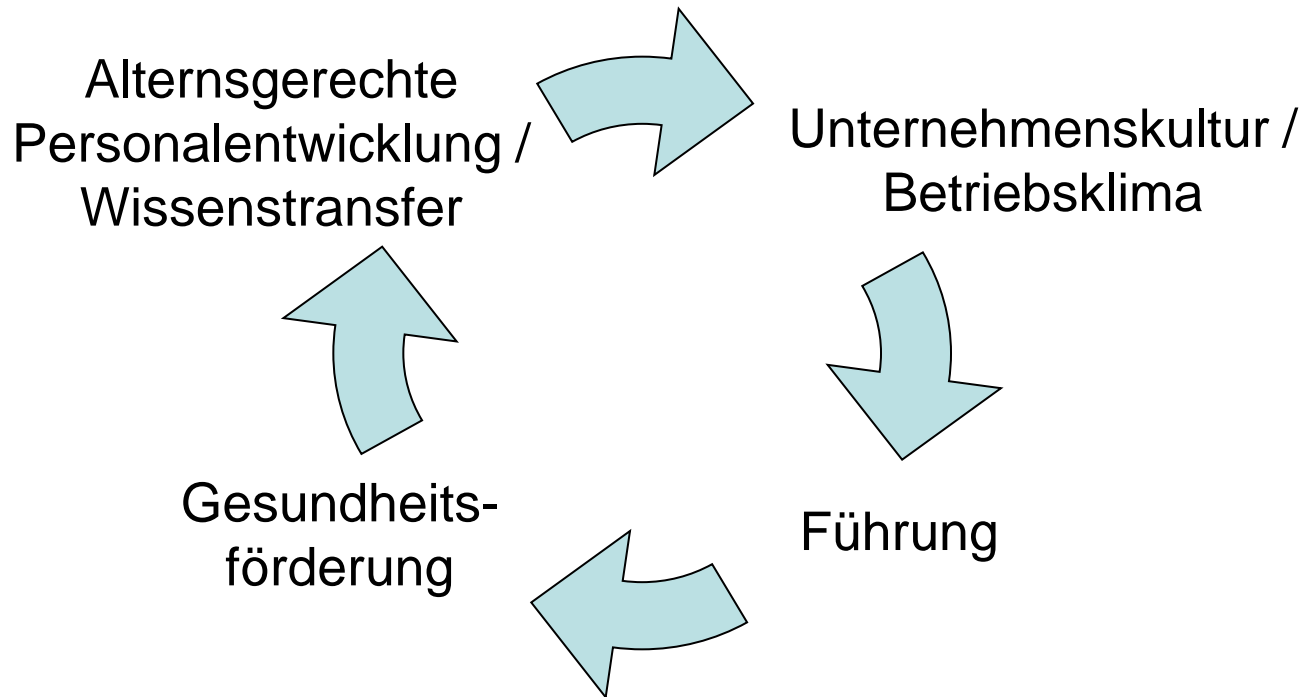 Alternsgerechte
Personalentwicklung /
Wissenstransfer
Unternehmenskultur /
Betriebsklima
Gesundheits-
förderung
Führung